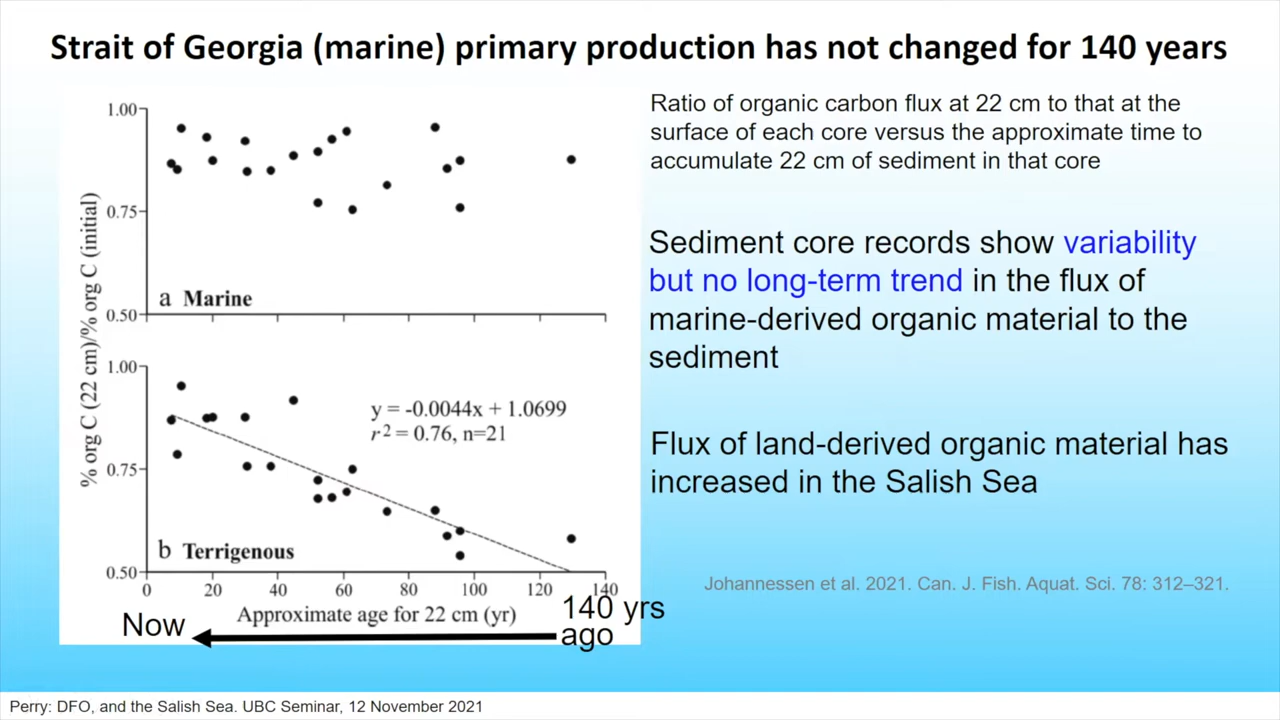 Strait of Georgia (marine) primary production has not changed for 140 years
% org C (22 cm)/% org C (initial)
1.00
0.75
0.50
a Marine
1.00
0.75
0.50
b Terrigenous
y = -0.0044x + 1.0699
r² = 0.76, n=21
0 20 40 60 80 100 120 140
Approximate age for 22 cm (yr)
Now
140 yrs
ago
Ratio of organic carbon flux at 22 cm to that at the
surface of each core versus the approximate time to
accumulate 22 cm of sediment in that core
Sediment core records show variability
but no long-term trend in the flux of
marine-derived organic material to the
sediment
Flux of land-derived organic material has
increased in the Salish Sea
Johannessen et al. 2021. Can. J. Fish. Aquat. Sci. 78: 312–321.
Perry: DFO, and the Salish Sea. UBC Seminar, 12 November 2021